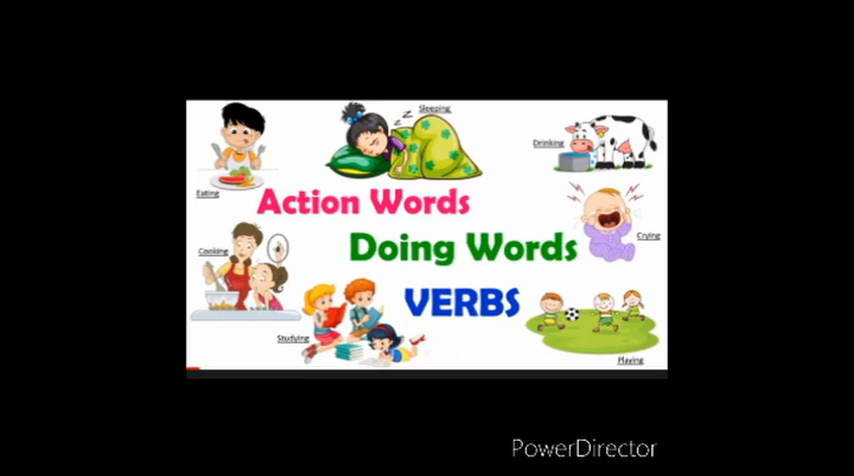 Sleeping
Drinking
Eating
Action Words
Crying
Doing Words
Cooking
VERBS
Studying
Playing
PowerDirector